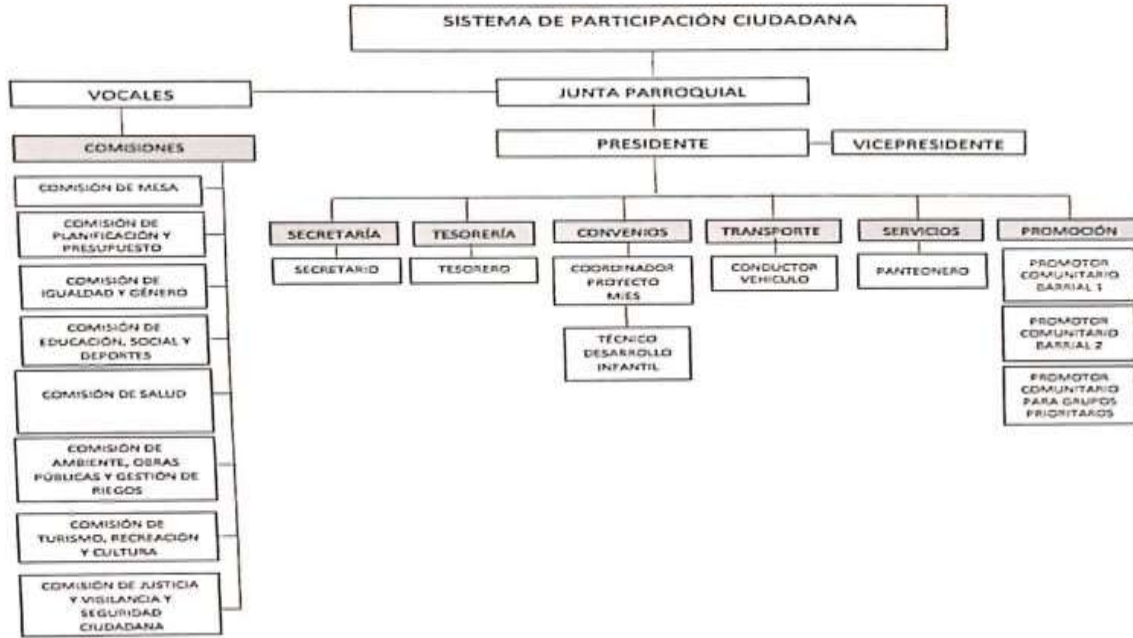 SISTEMA DE PARTICIPACIÓN CIUDADANA
VOCALES
JUNTA PARROQUIAL
COMISIONES
PRESIDENTE
VICEPRESIDENTE
COMISIÓN DE MESA
COMISIÓN DE
PLANIFICACIÓN Y
PRESUPUESTO
COMISIÓN DE
IGUALDAD Y GÉNERO
COMISIÓN DE
EDUCACIÓN, SOCIAL Y
DEPORTES
COMISIÓN DE SALUD
COMISIÓN DE
AMBIENTE, OBRAS
PÚBLICAS Y GESTIÓN DE
RIEGOS
COMISIÓN DE
TURISMO, RECREACIÓN
Y CULTURA
COMISIÓN DE JUSTICIA
Y VIGILANCIA Y
SEGURIDAD
CIUDADANA
SECRETARÍA
SECRETARIO
TESORERÍA
TESORERO
CONVENIOS
COORDINADOR
PROYECTO
MIES
TÉCNICO
DESARROLLO
INFANTIL
TRANSPORTE
CONDUCTOR
VEHICULO
SERVICIOS
PANTEONERO
PROMOCIÓN
PROMOTOR
COMUNITARIO
BARRIAL 1
PROMOTOR
COMUNITARIO
BARRIAL 2
PROMOTOR
COMUNITARIO
PARA GRUPOS
PRIORITAROS